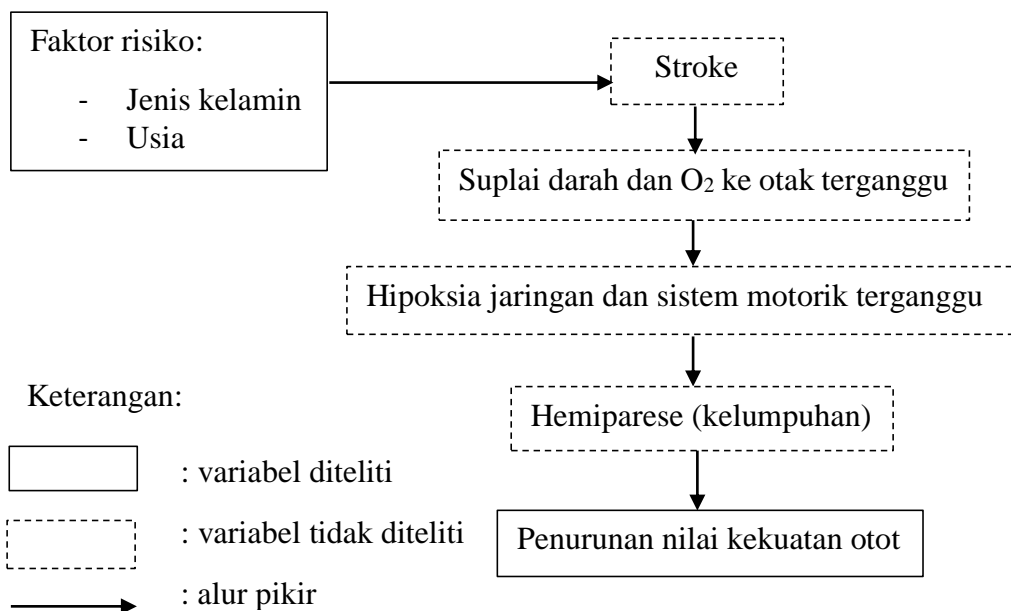 Faktor risiko:
- Jenis kelamin
- Usia
Stroke
Suplai darah dan O₂ ke otak terganggu
Hipoksia jaringan dan sistem motorik terganggu
Hemiparese (kelumpuhan)
Penurunan nilai kekuatan otot
Keterangan:
: variabel diteliti
: variabel tidak diteliti
: alur pikir